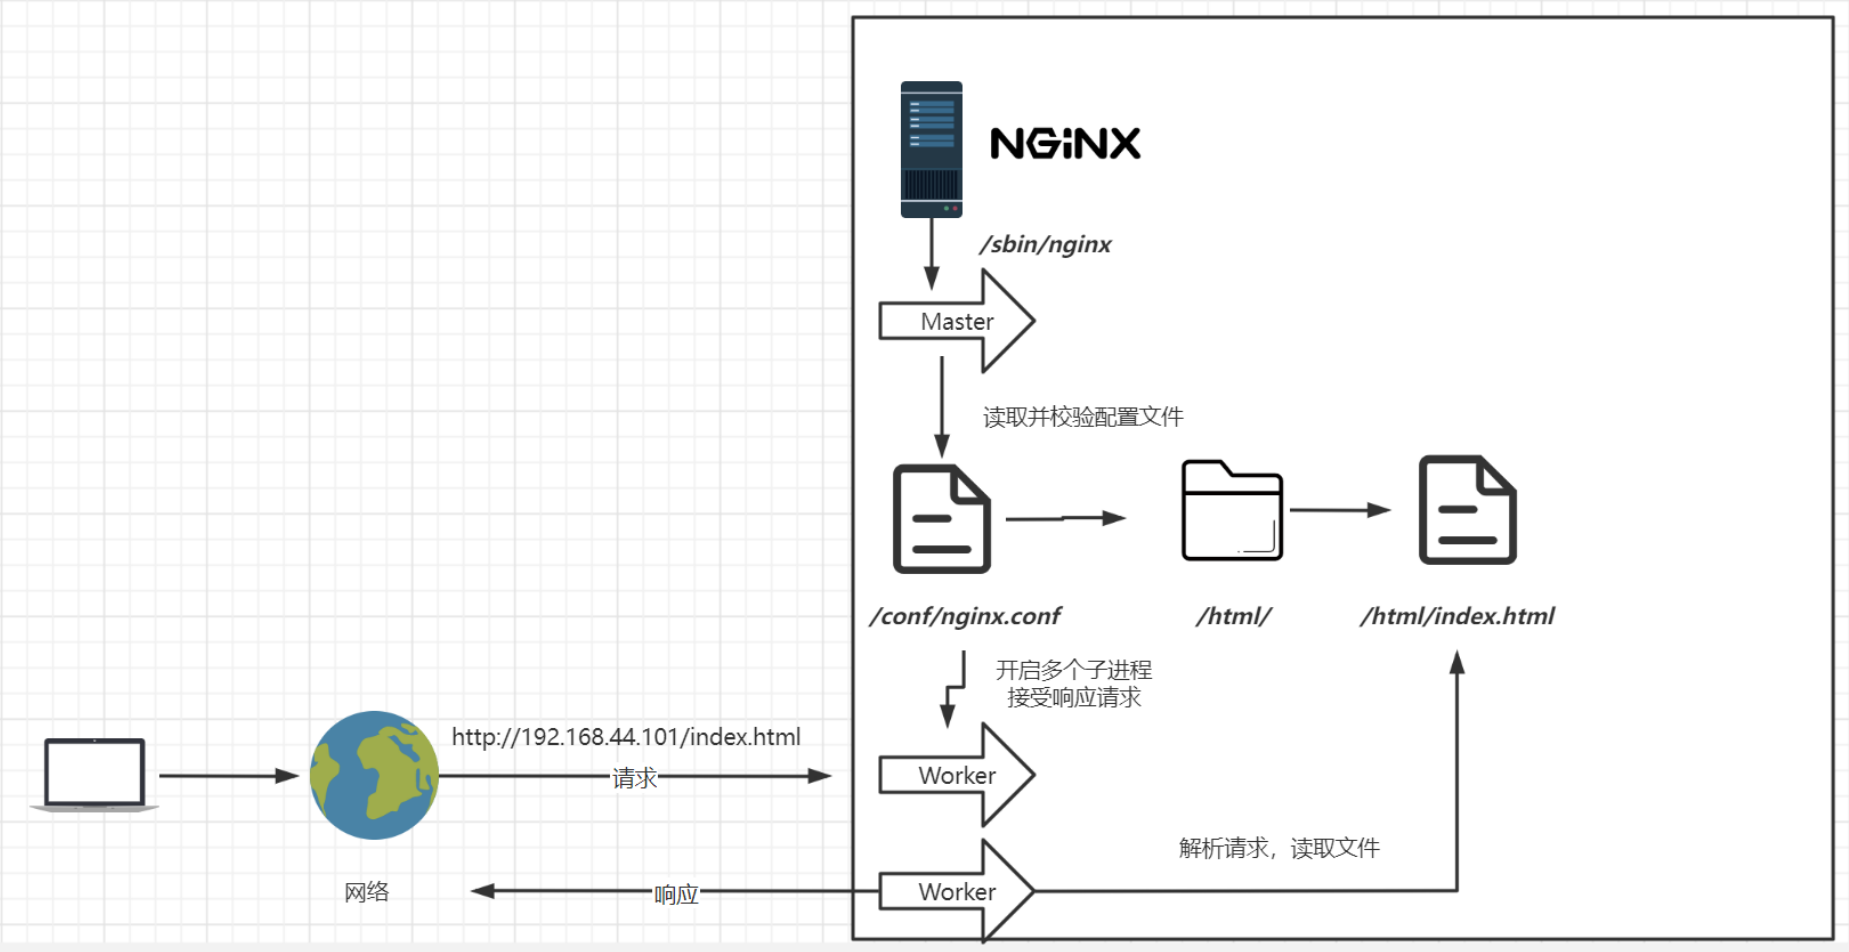 NGiNX
/sbin/nginx
Master
读取并校验配置文件
/conf/nginx.conf
/html/
/html/index.html
开启多个子进程
接受响应请求
http://192.168.44.101/index.html
请求
Worker
解析请求，读取文件
网络
响应
Worker